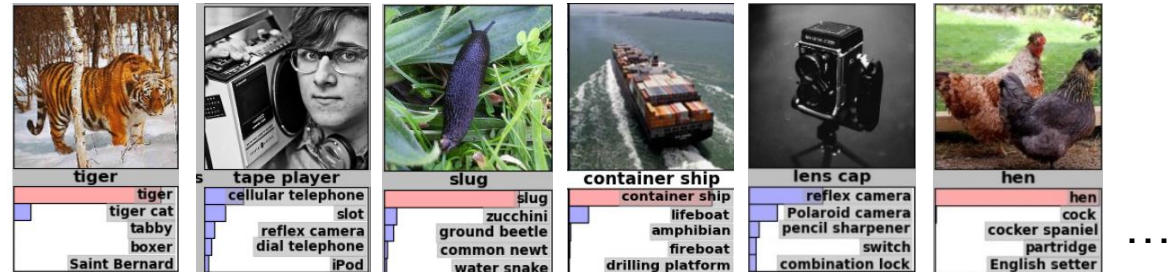 tiger
tiger
tiger cat
tabby
boxer
Saint Bernard
s
tape player
cellular telephone
slot
reflex camera
dial telephone
iPod
slug
slug
zucchini
ground beetle
common newt
water snake
container ship
container ship
lifeboat
amphibian
fireboat
drilling platform
lens cap
reflex camera
Polaroid camera
pencil sharpener
switch
combination lock
hen
hen
cock
cocker spaniel
partridge
English setter
...